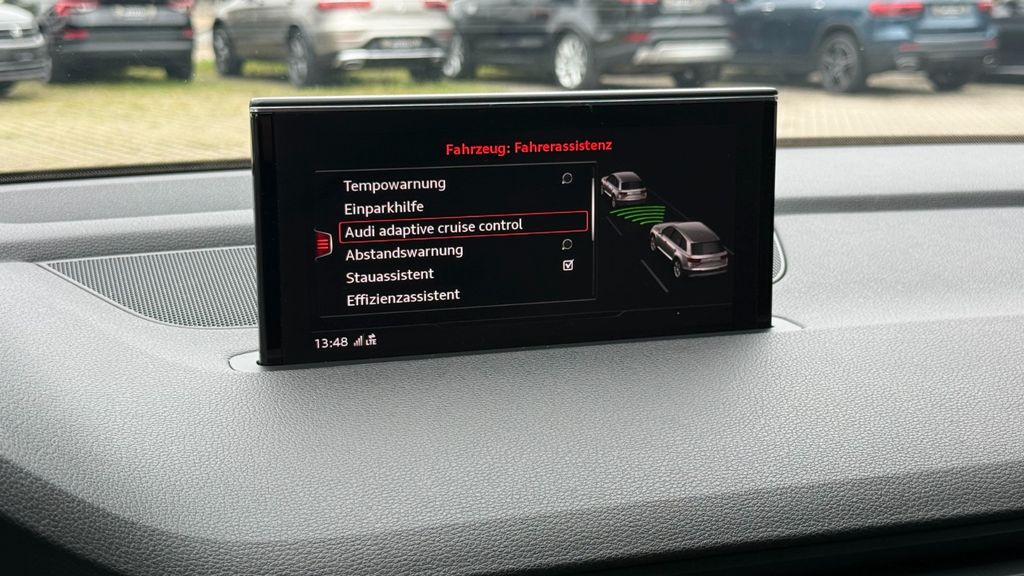 Fahrzeug: Fahrerassistenz
Tempowarnung
Einparkhilfe
Audi adaptive cruise control
Abstandswarnung
Stauassistent
Effizienzassistent
13:48 LTE